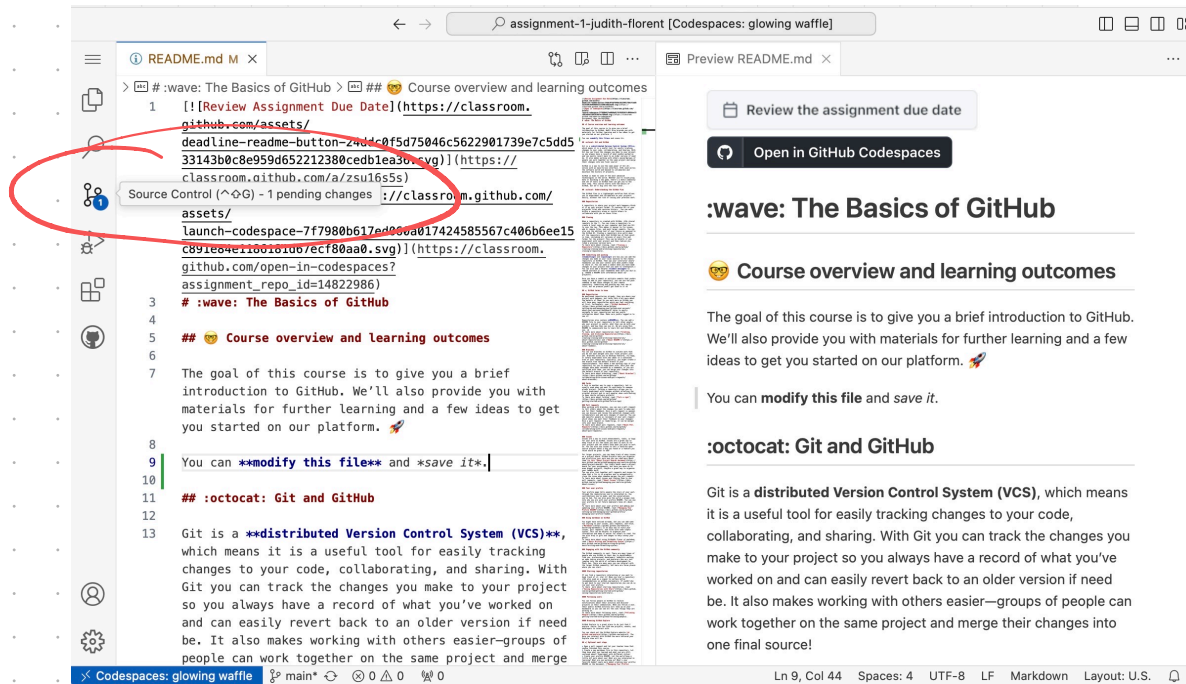 assignment-1-judith-florent [Codespaces: glowing waffle]
README.md M
Preview README.md
# :wave: The Basics of GitHub > ## 🤓 Course overview and learning outcomes
1 [![Review Assignment Due Date](https://classroom.
github.com/assets/
deadline-readme-button-24ddc0f5d75046c5622901739e7c5dd5
33143b0c8e959d652212380cedb1ea36.svg)](https://
classroom.github.com/a/zsu16s5s)
://classroom.github.com/
assets/
launch-codespace-7f7980b617ed
017424585567c406b6ee15
c891e84e1186181d67ecf80aa0.svg)](https://classroom.
github.com/open-in-codespaces?
assignment_repo_id=14822986)
3 # :wave: The Basics of GitHub
4
5 ## 🤓 Course overview and learning outcomes
6
7 The goal of this course is to give you a brief
introduction to GitHub. We’ll also provide you with
materials for further learning and a few ideas to get
you started on our platform. 🚀
8
9 You can **modify this file** and *save it*.
10
11 ## :octocat: Git and GitHub
12
13 Git is a **distributed Version Control System (VCS)**,
which means it is a useful tool for easily tracking
changes to your code, collaborating, and sharing. With
Git you can track the changes you make to your project
so you always have a record of what you’ve worked on
and can easily revert back to an older version if need
be. It also makes working with others easier—groups of
people can work together on the same project and merge
1
Source Control (^⇧G) - 1 pending changes
Review the assignment due date
Open in GitHub Codespaces
:wave: The Basics of GitHub
🤓 Course overview and learning outcomes
The goal of this course is to give you a brief introduction to GitHub.
We’ll also provide you with materials for further learning and a few
ideas to get you started on our platform. 🚀
You can modify this file and save it.
:octocat: Git and GitHub
Git is a distributed Version Control System (VCS), which means
it is a useful tool for easily tracking changes to your code,
collaborating, and sharing. With Git you can track the changes you
make to your project so you always have a record of what you’ve
worked on and can easily revert back to an older version if need
be. It also makes working with others easier—groups of people can
work together on the same project and merge their changes into
one final source!
Codespaces: glowing waffle main* 0 0 0 Ln 9, Col 44 Spaces: 4 UTF-8 LF Markdown Layout: U.S.